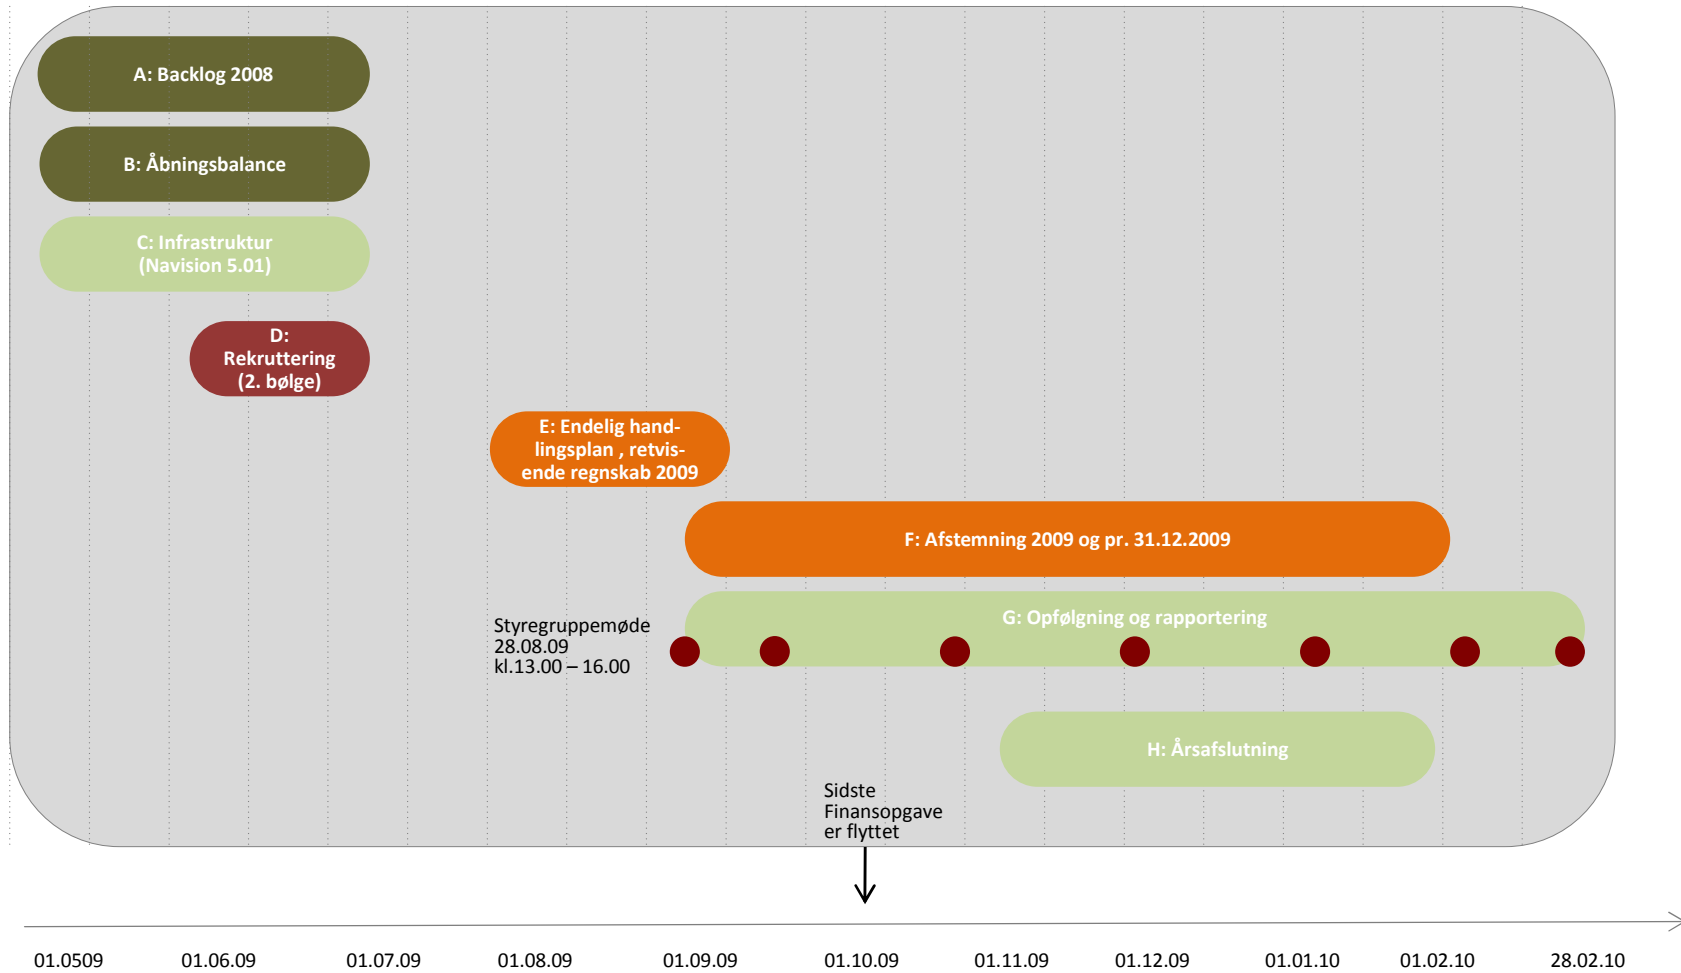 A: Backlog 2008
B: Åbningsbalance
C: Infrastruktur
(Navision 5.01)
D:
Rekruttering
(2. bølge)
E: Endelig hand-
lingsplan , retvis-
ende regnskab 2009
F: Afstemning 2009 og pr. 31.12.2009
G: Opfølgning og rapportering
Styregruppemøde
28.08.09
kl.13.00 – 16.00
H: Årsafslutning
Sidste
Finansopgave
er flyttet
01.0509 01.06.09 01.07.09 01.08.09 01.09.09 01.10.09 01.11.09 01.12.09 01.01.10 01.02.10 28.02.10